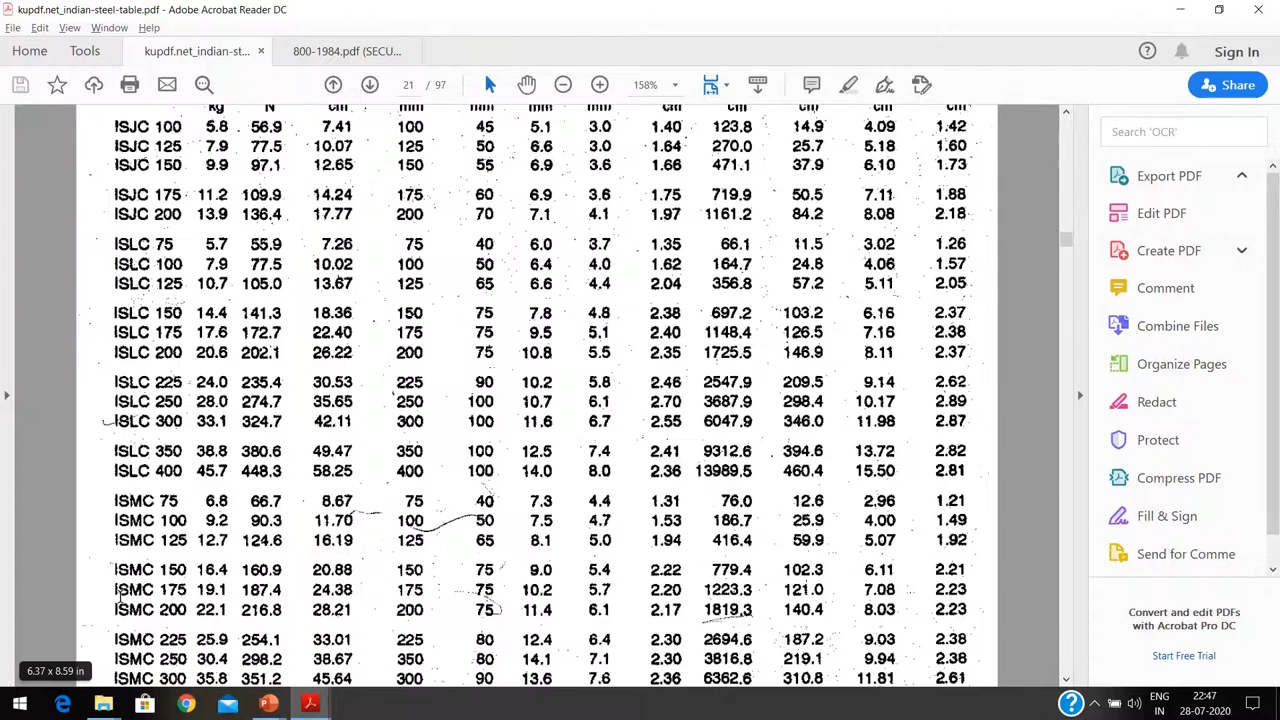 kupdf.net_indian-steel-table.pdf - Adobe Acrobat Reader DC
File Edit View Window Help
Home Tools kupdf.net_indian-st... × 800-1984.pdf (SECU... Sign In
21 / 97 158% Share
kg N cm mm mm mm mm cm cm cm cm cm
ISJC 100 5.8 56.9 7.41 100 45 5.1 3.0 1.40 123.8 14.9 4.09 1.42
ISJC 125 7.9 77.5 10.07 125 50 6.6 3.0 1.64 270.0 25.7 5.18 1.60
ISJC 150 9.9 97.1 12.65 150 55 6.9 3.6 1.66 471.1 37.9 6.10 1.73
ISJC 175 11.2 109.9 14.24 175 60 6.9 3.6 1.75 719.9 50.5 7.11 1.88
ISJC 200 13.9 136.4 17.77 200 70 7.1 4.1 1.97 1161.2 84.2 8.08 2.18
ISLC 75 5.7 55.9 7.26 75 40 6.0 3.7 1.35 66.1 11.5 3.02 1.26
ISLC 100 7.9 77.5 10.02 100 50 6.4 4.0 1.62 164.7 24.8 4.06 1.57
ISLC 125 10.7 105.0 13.67 125 65 6.6 4.4 2.04 356.8 57.2 5.11 2.05
ISLC 150 14.4 141.3 18.36 150 75 7.8 4.8 2.38 697.2 103.2 6.16 2.37
ISLC 175 17.6 172.7 22.40 175 75 9.5 5.1 2.40 1148.4 126.5 7.16 2.38
ISLC 200 20.6 202.1 26.22 200 75 10.8 5.5 2.35 1725.5 146.9 8.11 2.37
ISLC 225 24.0 235.4 30.53 225 90 10.2 5.8 2.46 2547.9 209.5 9.14 2.62
ISLC 250 28.0 274.7 35.65 250 100 10.7 6.1 2.70 3687.9 298.4 10.17 2.89
ISLC 300 33.1 324.7 42.11 300 100 11.6 6.7 2.55 6047.9 346.0 11.98 2.87
ISLC 350 38.8 380.6 49.47 350 100 12.5 7.4 2.41 9312.6 394.6 13.72 2.82
ISLC 400 45.7 448.3 58.25 400 100 14.0 8.0 2.36 13989.5 460.4 15.50 2.81
ISMC 75 6.8 66.7 8.67 75 40 7.3 4.4 1.31 76.0 12.6 2.96 1.21
ISMC 100 9.2 90.3 11.70 100 50 7.5 4.7 1.53 186.7 25.9 4.00 1.49
ISMC 125 12.7 124.6 16.19 125 65 8.1 5.0 1.94 416.4 59.9 5.07 1.92
ISMC 150 16.4 160.9 20.88 150 75 9.0 5.4 2.22 779.4 102.3 6.11 2.21
ISMC 175 19.1 187.4 24.38 175 75 10.2 5.7 2.20 1223.3 121.0 7.08 2.23
ISMC 200 22.1 216.8 28.21 200 75 11.4 6.1 2.17 1819.3 140.4 8.03 2.23
ISMC 225 25.9 254.1 33.01 225 80 12.4 6.4 2.30 2694.6 187.2 9.03 2.38
ISMC 250 30.4 298.2 38.67 350 80 14.1 7.1 2.30 3816.8 219.1 9.94 2.38
ISMC 300 35.8 351.2 45.64 300 90 13.6 7.6 2.36 6362.6 310.8 11.81 2.61
6.37 x 8.59 in
Search 'OCR'
Export PDF
Edit PDF
Create PDF
Comment
Combine Files
Organize Pages
Redact
Protect
Compress PDF
Fill & Sign
Send for Comme
Convert and edit PDFs
with Acrobat Pro DC
Start Free Trial
ENG
IN
22:47
28-07-2020